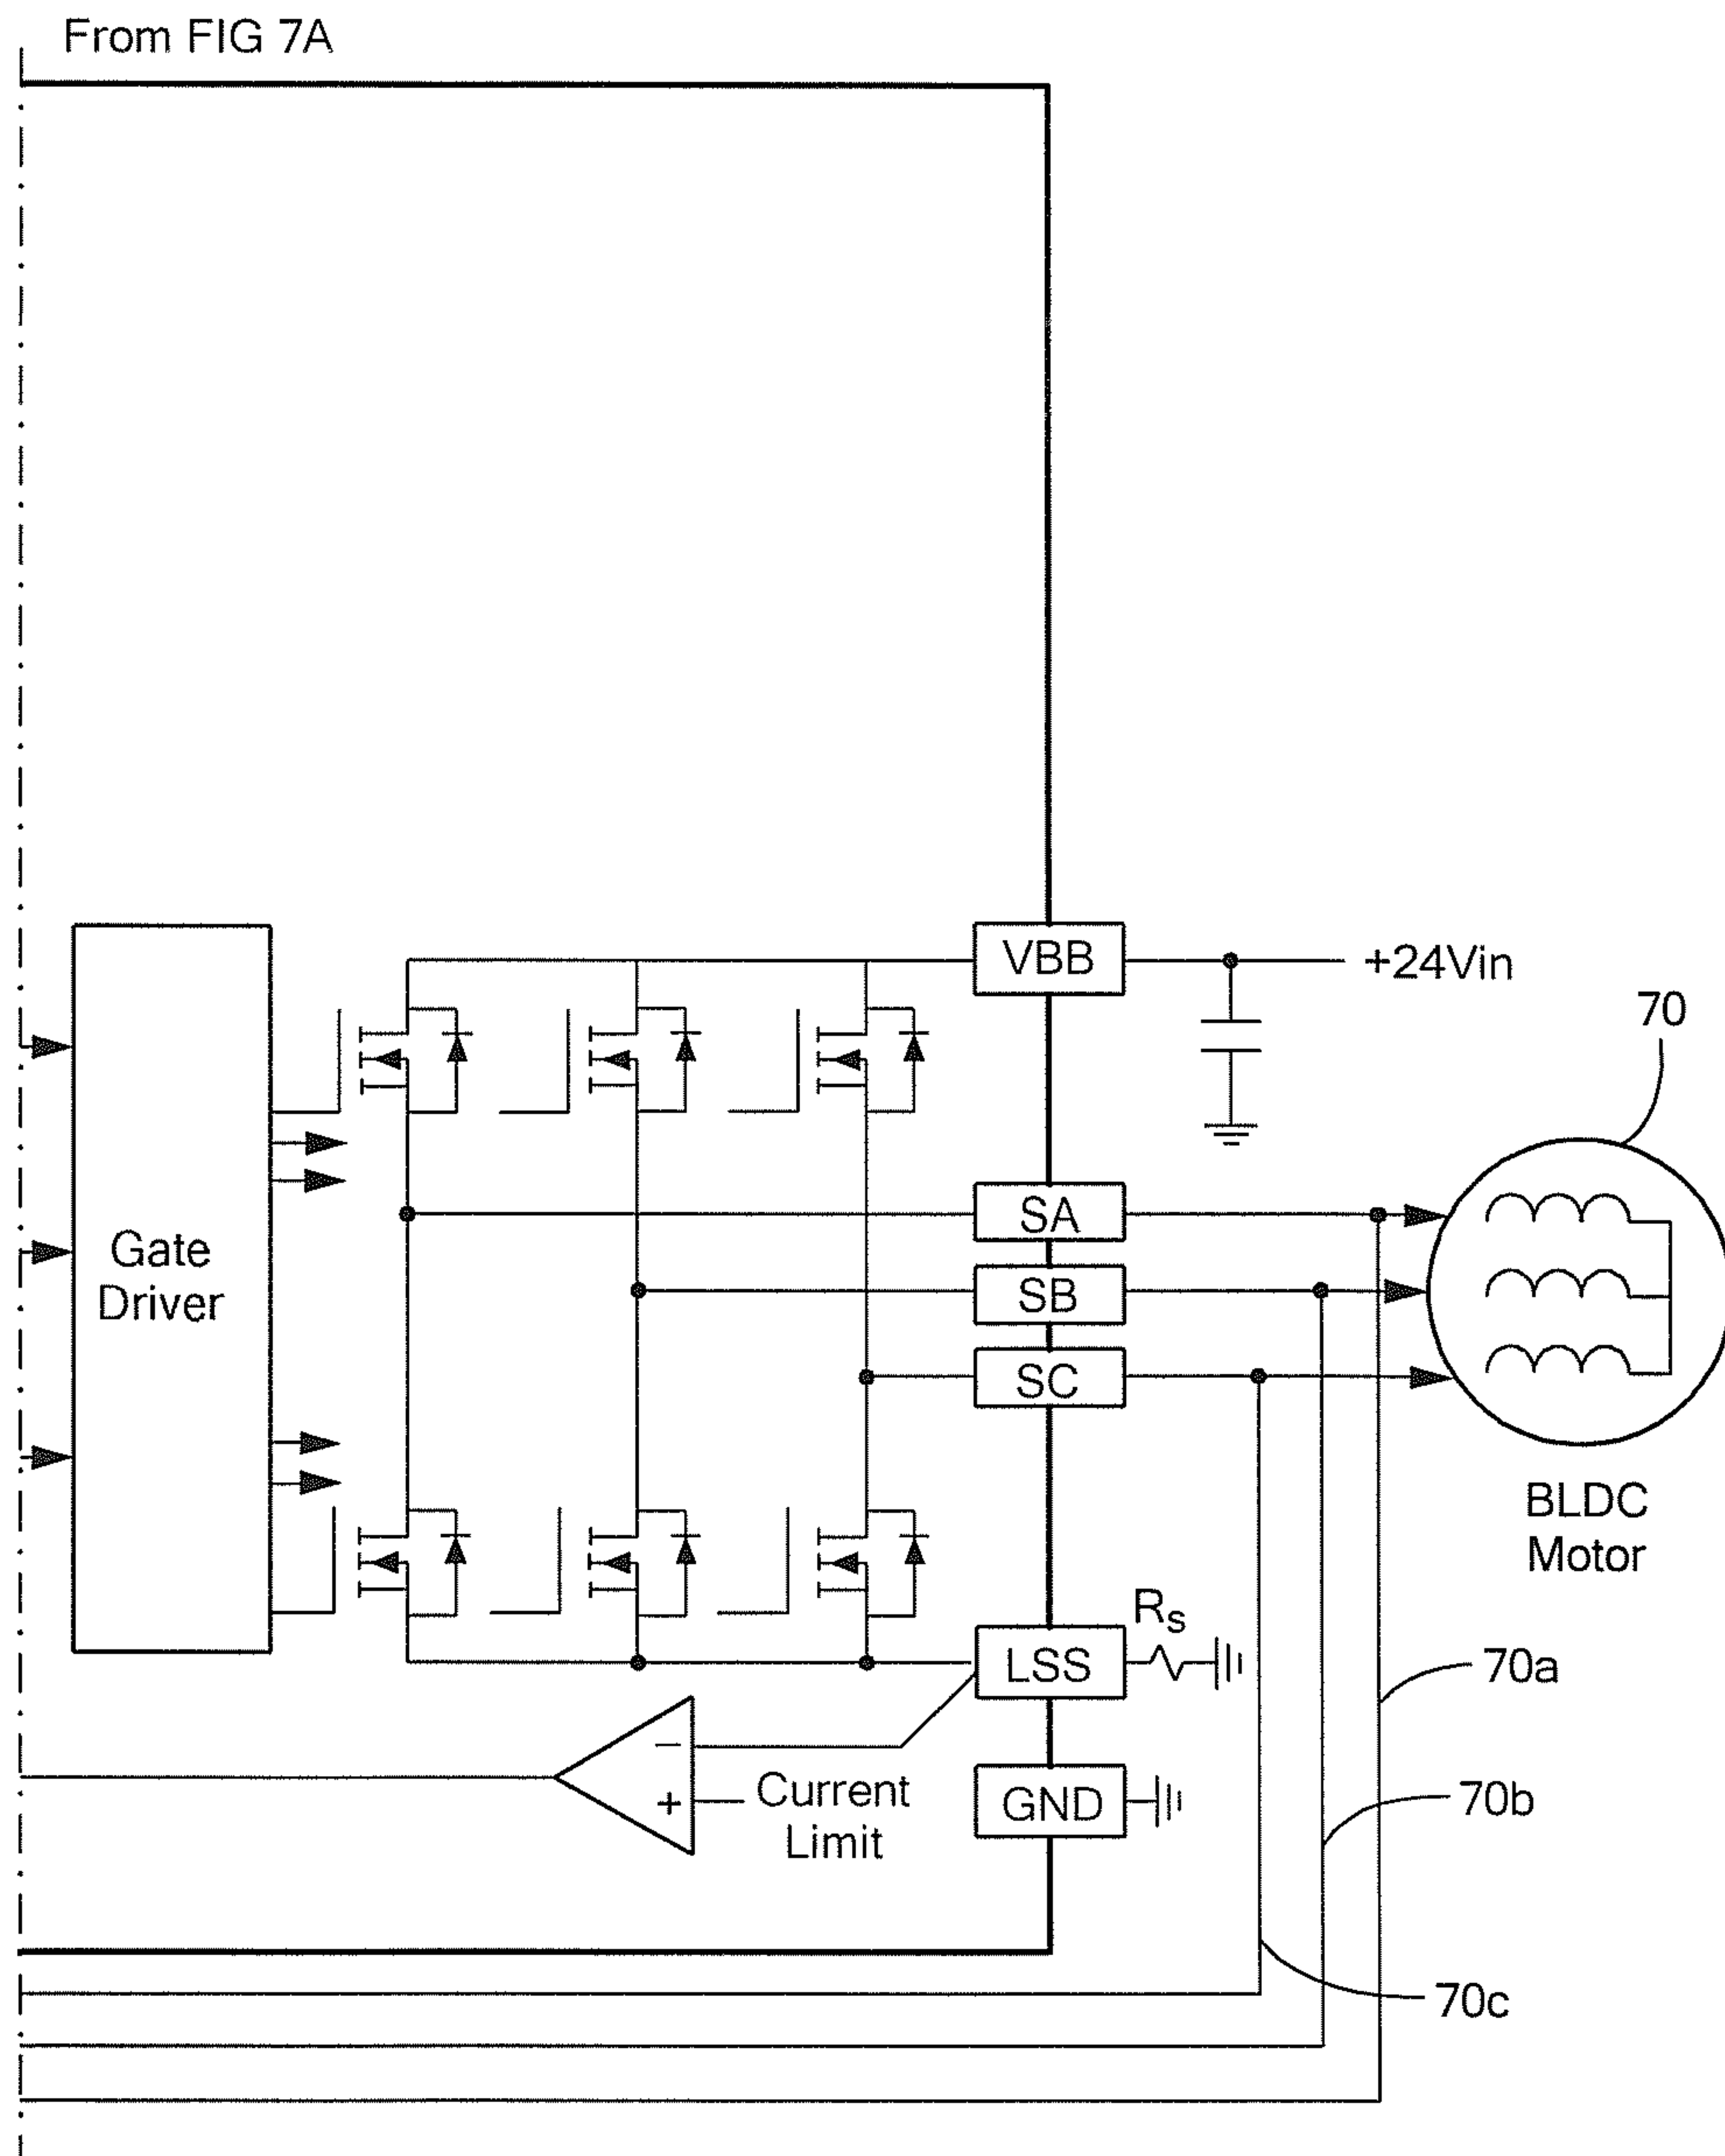 From FIG 7A
VBB
+24Vin
70
SA
Gate
Driver
SB
SC
BLDC
Motor
Rs
LSS
70a
−
+
Current
Limit
GND
70b
70c